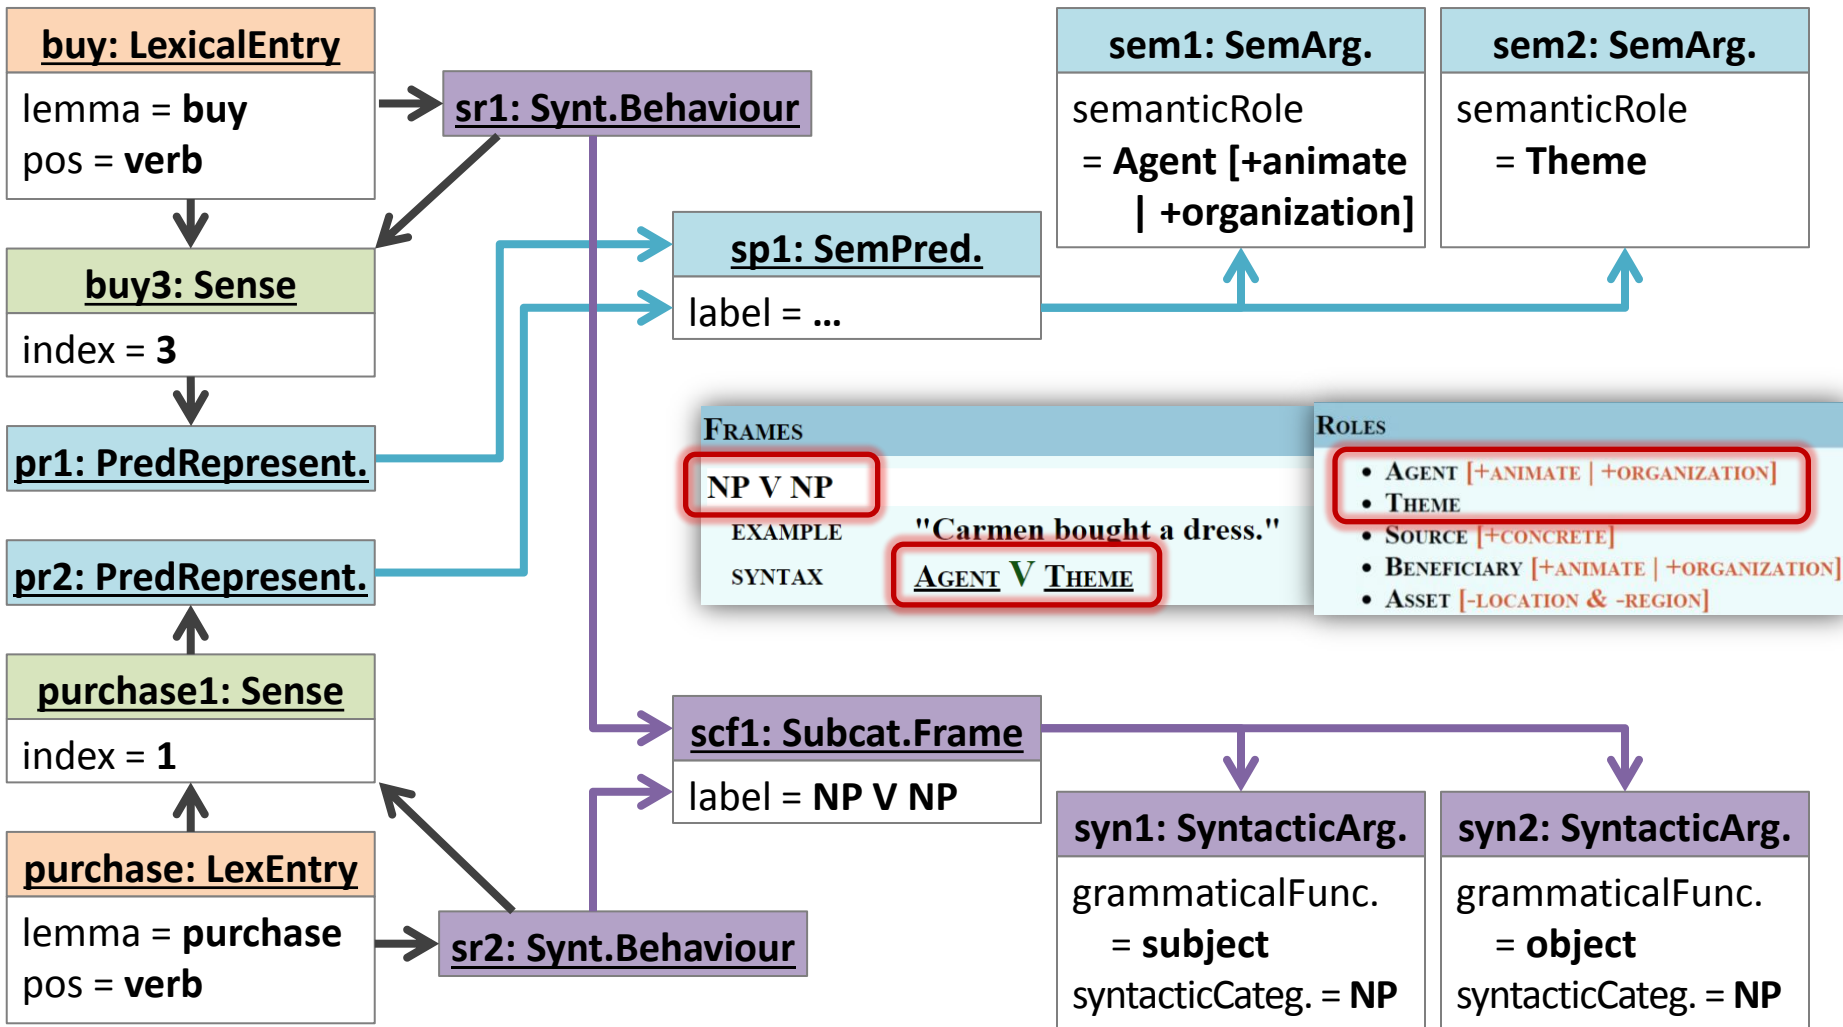 buy: LexicalEntry
lemma = buy
pos = verb
sr1: Synt.Behaviour
buy3: Sense
index = 3
pr1: PredRepresent.
pr2: PredRepresent.
purchase1: Sense
index = 1
purchase: LexEntry
lemma = purchase
pos = verb
sr2: Synt.Behaviour
sp1: SemPred.
label = ...
sem1: SemArg.
semanticRole
= Agent [+animate
| +organization]
sem2: SemArg.
semanticRole
= Theme
FRAMES
NP V NP
EXAMPLE "Carmen bought a dress."
SYNTAX AGENT V THEME
ROLES
• AGENT [+ANIMATE | +ORGANIZATION]
• THEME
• SOURCE [+CONCRETE]
• BENEFICIARY [+ANIMATE | +ORGANIZATION]
• ASSET [-LOCATION & -REGION]
scf1: Subcat.Frame
label = NP V NP
syn1: SyntacticArg.
grammaticalFunc.
= subject
syntacticCateg. = NP
syn2: SyntacticArg.
grammaticalFunc.
= object
syntacticCateg. = NP